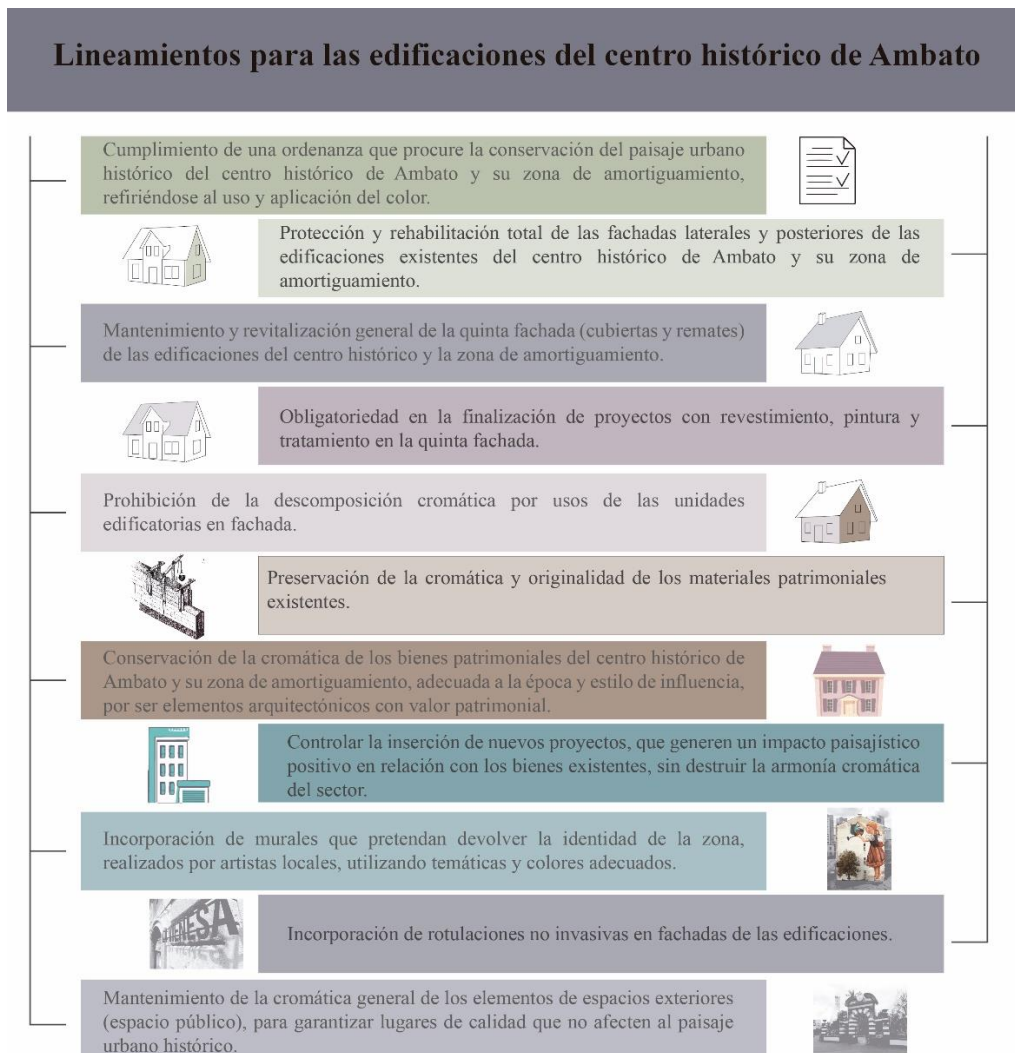 Lineamientos para las edificaciones del centro histórico de Ambato
Cumplimiento de una ordenanza que procure la conservación del paisaje urbano
histórico del centro histórico de Ambato y su zona de amortiguamiento,
refiriéndose al uso y aplicación del color.
Protección y rehabilitación total de las fachadas laterales y posteriores de las
edificaciones existentes del centro histórico de Ambato y su zona de
amortiguamiento.
Mantenimiento y revitalización general de la quinta fachada (cubiertas y remates)
de las edificaciones del centro histórico y la zona de amortiguamiento.
Obligatoriedad en la finalización de proyectos con revestimiento, pintura y
tratamiento en la quinta fachada.
Prohibición de la descomposición cromática por usos de las unidades
edificatorias en fachada.
Preservación de la cromática y originalidad de los materiales patrimoniales
existentes.
Conservación de la cromática de los bienes patrimoniales del centro histórico de
Ambato y su zona de amortiguamiento, adecuada a la época y estilo de influencia,
por ser elementos arquitectónicos con valor patrimonial.
Controlar la inserción de nuevos proyectos, que generen un impacto paisajístico
positivo en relación con los bienes existentes, sin destruir la armonía cromática
del sector.
Incorporación de murales que pretendan devolver la identidad de la zona,
realizados por artistas locales, utilizando temáticas y colores adecuados.
Incorporación de rotulaciones no invasivas en fachadas de las edificaciones.
Mantenimiento de la cromática general de los elementos de espacios exteriores
(espacio público), para garantizar lugares de calidad que no afecten al paisaje
urbano histórico.